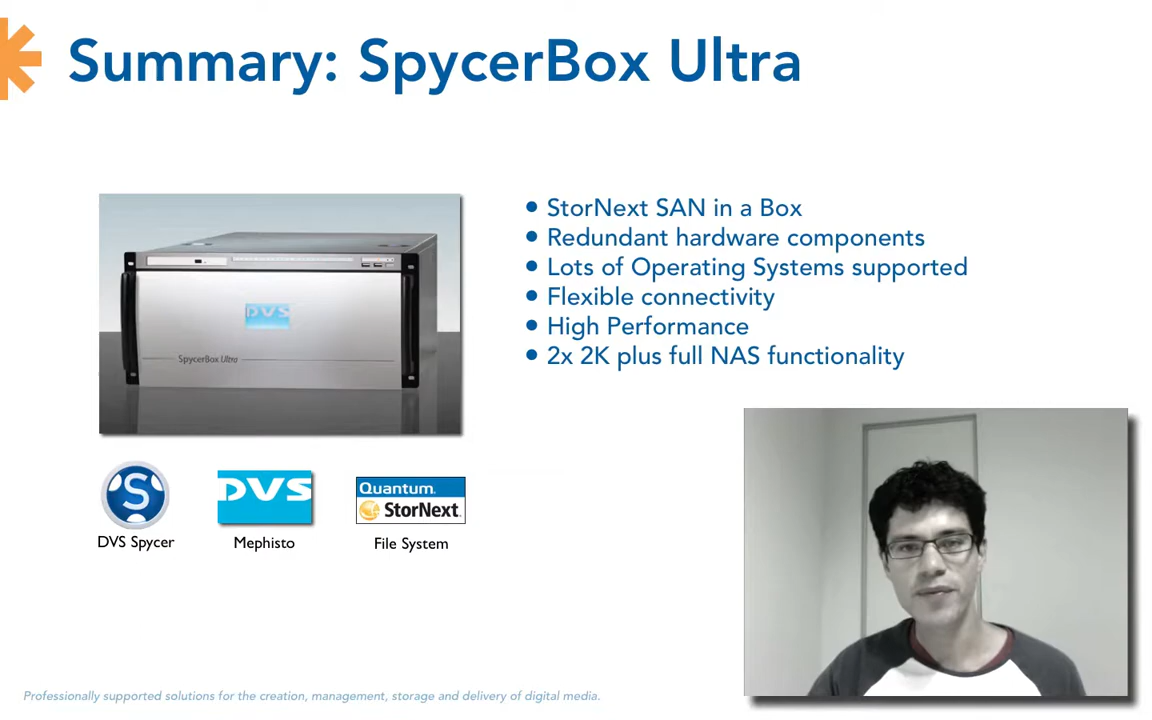 Summary: SpycerBox Ultra
• StorNext SAN in a Box
• Redundant hardware components
• Lots of Operating Systems supported
• Flexible connectivity
• High Performance
• 2x 2K plus full NAS functionality
DVS
SpycerBox Ultra
S
DVS
Quantum.
StorNext
DVS Spycer
Mephisto
File System
Professionally supported solutions for the creation, management, storage and delivery of digital media.